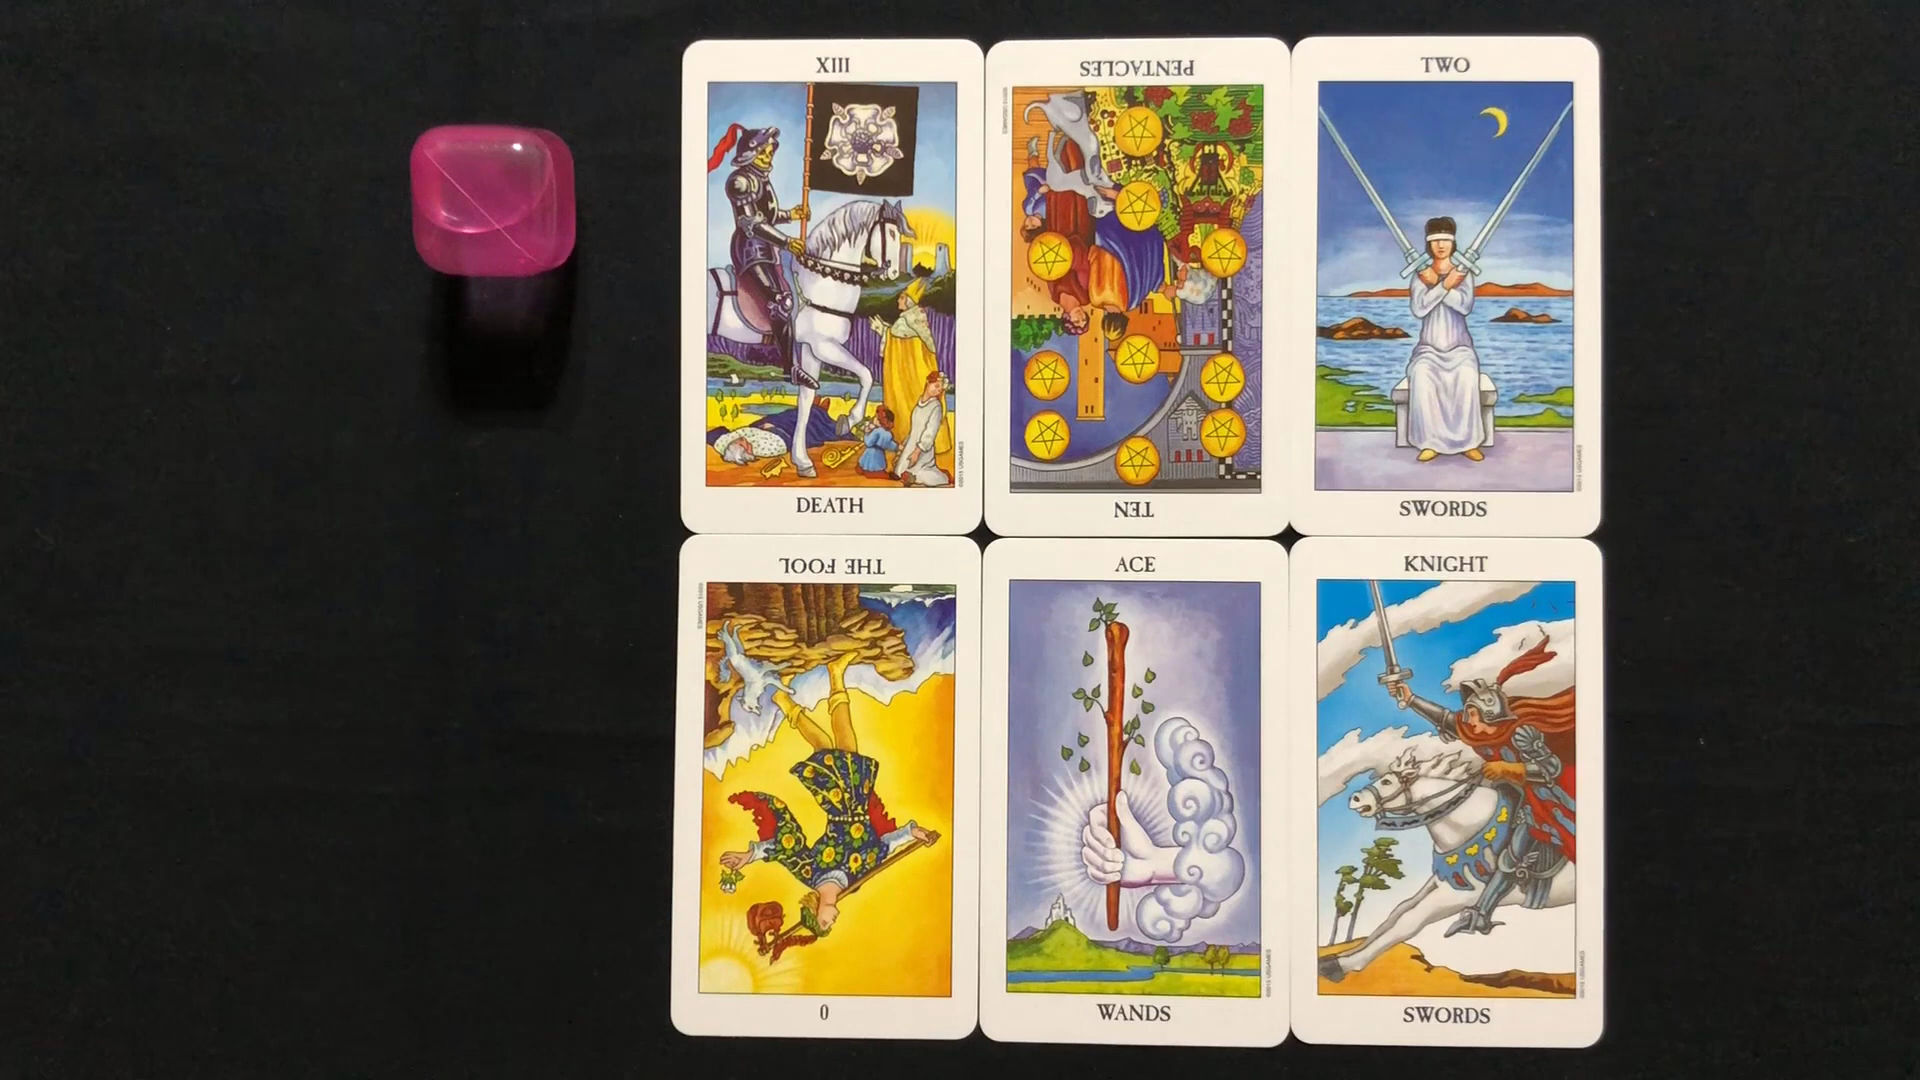 XIII
DEATH
PENTACLES
TEN
TWO
SWORDS
THE FOOL
0
ACE
WANDS
KNIGHT
SWORDS